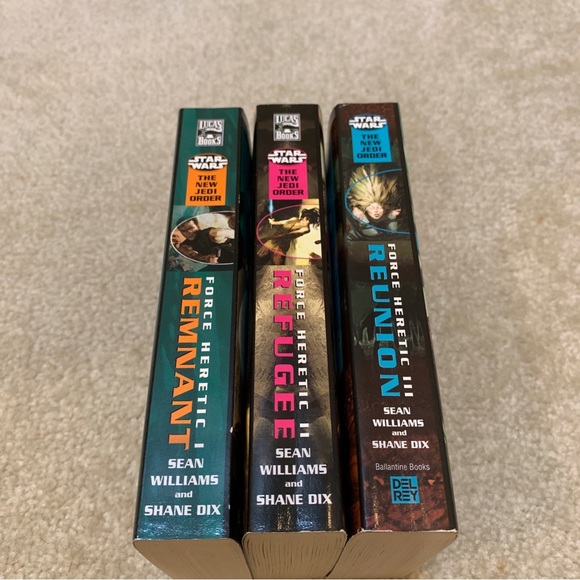 LUCAS
BOOKS
STAR
WARS
THE
NEW
JEDI
ORDER
FORCE HERETIC I
REMNANT
SEAN
WILLIAMS
and
SHANE DIX
LUCAS
BOOKS
STAR
WARS
THE
NEW
JEDI
ORDER
FORCE HERETIC II
REFUGEE
SEAN
WILLIAMS
and
SHANE DIX
STAR
WARS
THE
NEW
JEDI
ORDER
FORCE HERETIC III
REUNION
SEAN
WILLIAMS
and
SHANE DIX
Ballantine Books
DEL
REY